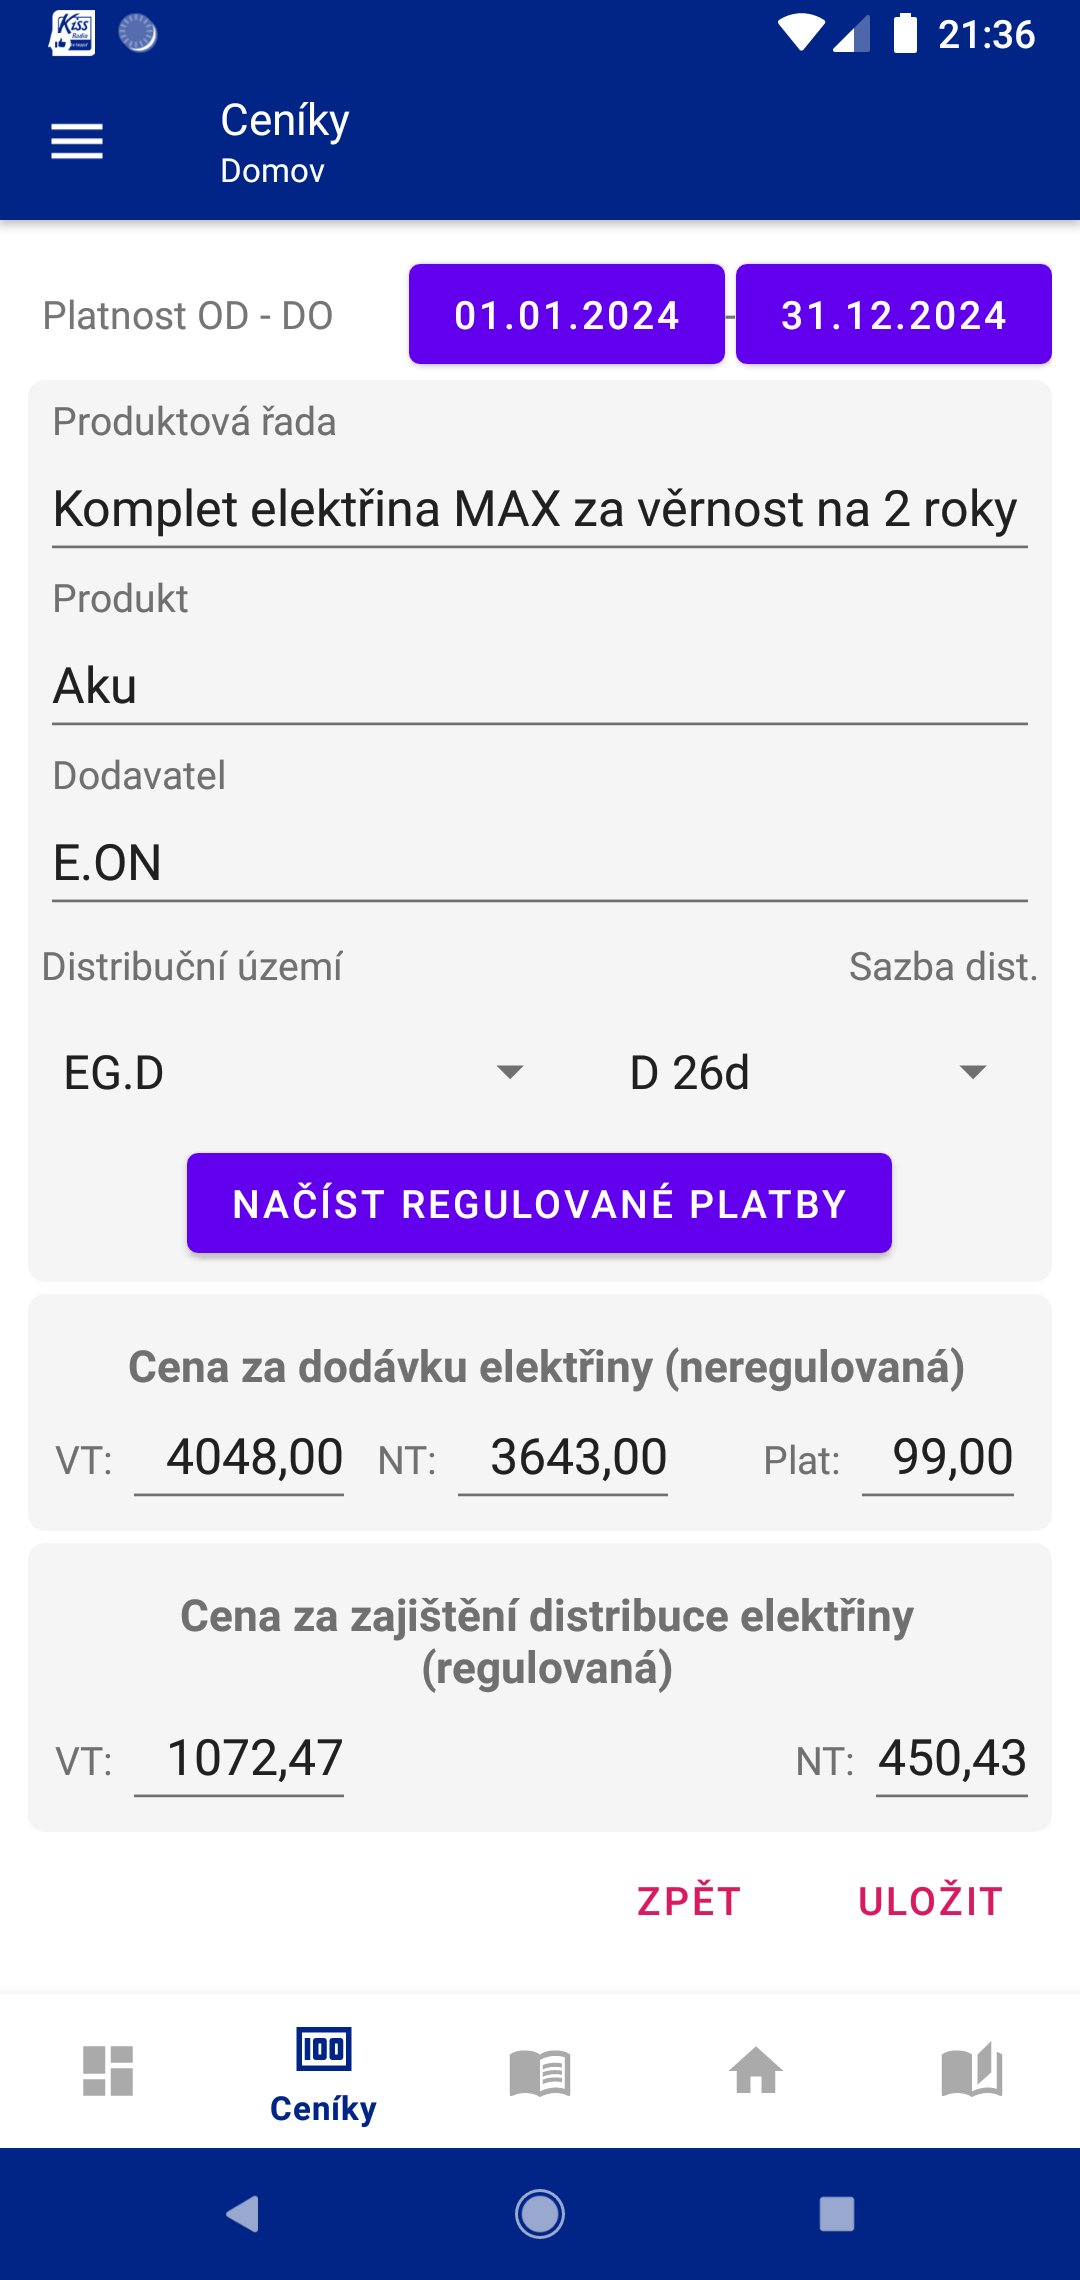 Kiss
21:36
Ceníky
Domov
Platnost OD - DO
01.01.2024 - 31.12.2024
Produktová řada
Komplet elektřina MAX za věrnost na 2 roky
Produkt
Aku
Dodavatel
E.ON
Distribuční území Sazba dist.
EG.D D 26d
NAČÍST REGULOVANÉ PLATBY
Cena za dodávku elektřiny (neregulovaná)
VT: 4048,00 NT: 3643,00 Plat: 99,00
Cena za zajištění distribuce elektřiny
(regulovaná)
VT: 1072,47 NT: 450,43
ZPĚT ULOŽIT
100
Ceníky